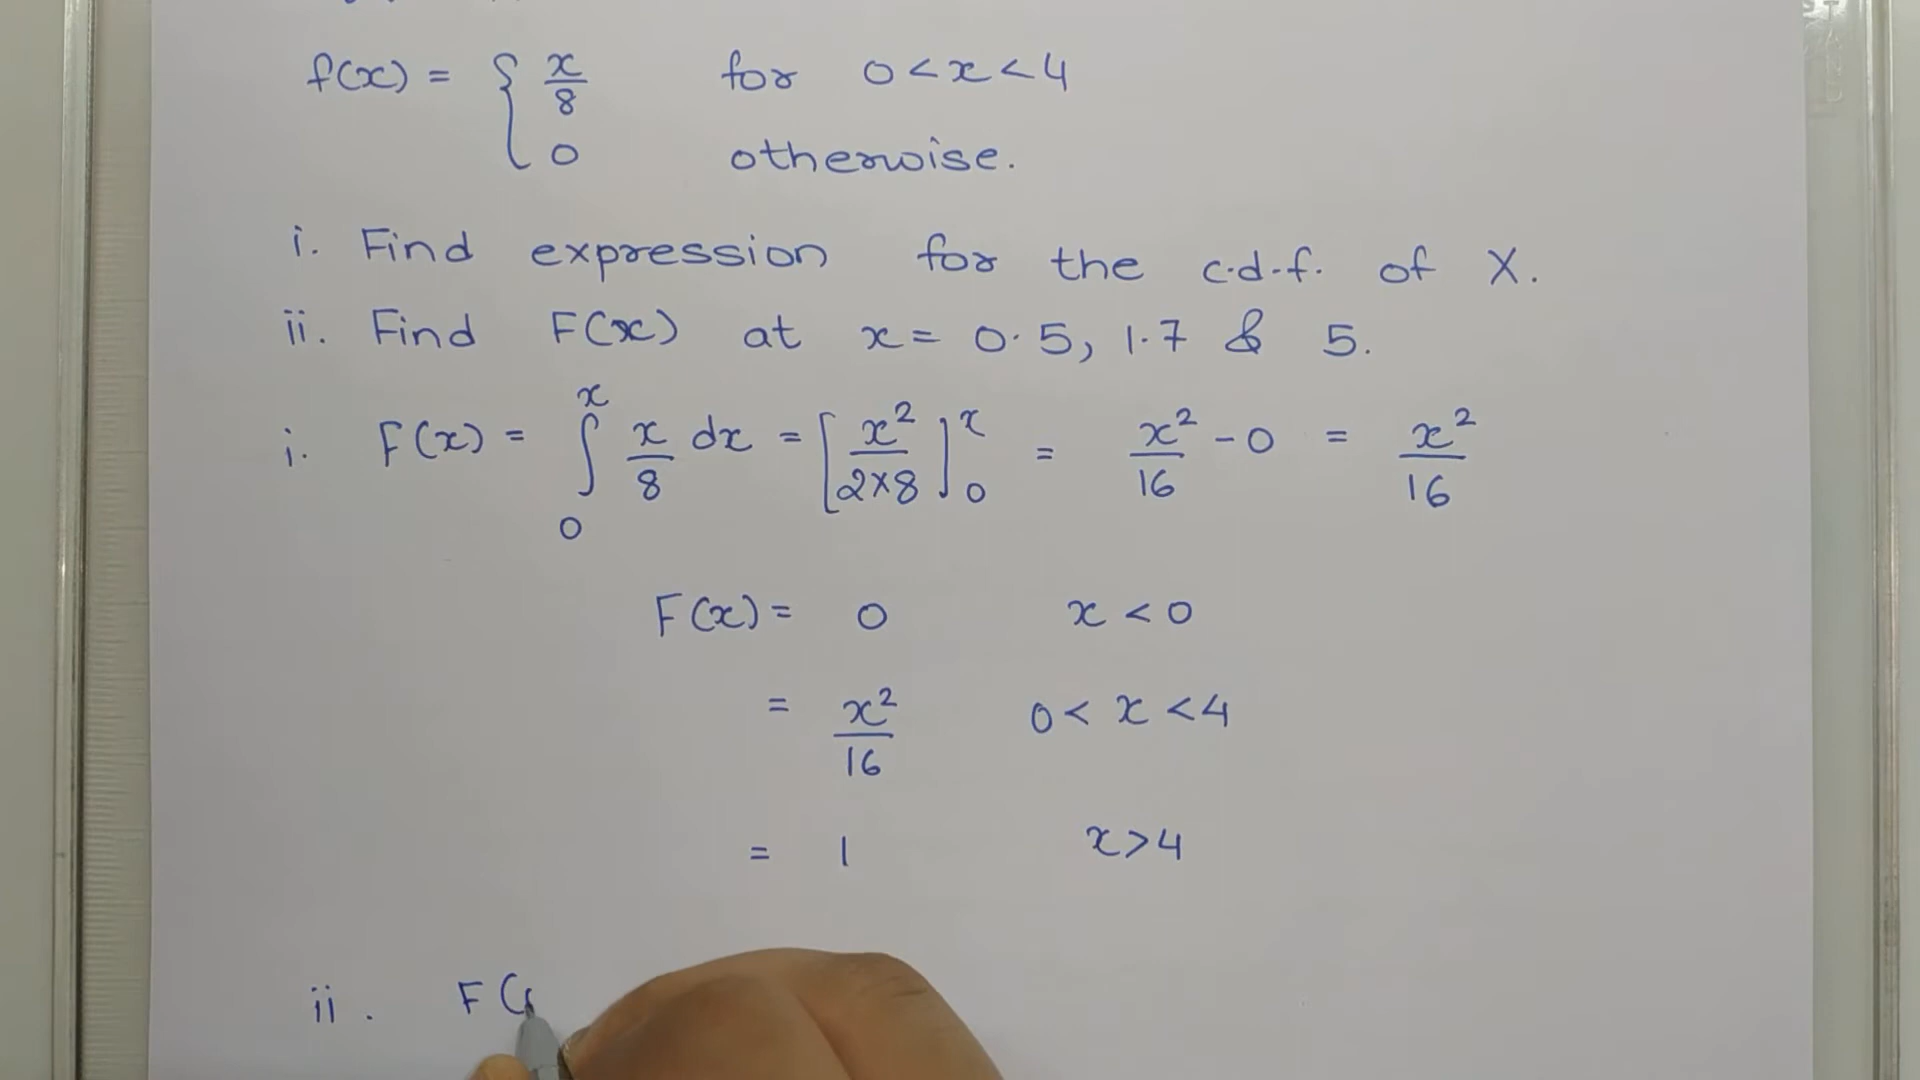 f(x) = { x/8 for 0<x<4
0 otherwise.
i. Find expression for the c.d.f. of X.
ii. Find F(x) at x = 0.5, 1.7 & 5.
i. F(x) = ∫₀ˣ x/8 dx = [x²/2×8]₀ˣ = x²/16 - 0 = x²/16
F(x) = 0 x < 0
= x²/16 0 < x < 4
= 1 x > 4
ii. F(